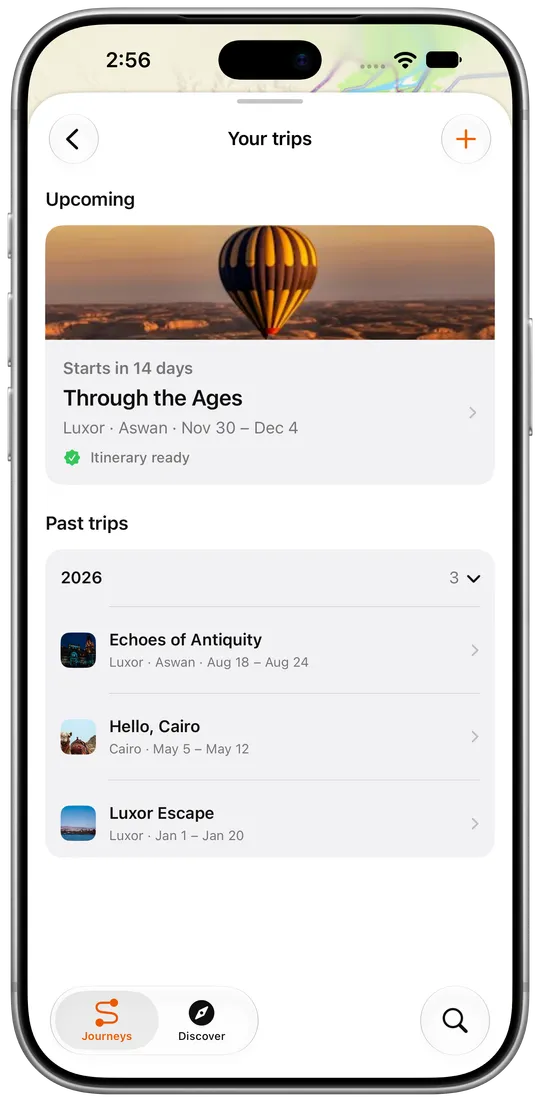 2:56
Your trips
Upcoming
Starts in 14 days
Through the Ages
Luxor · Aswan · Nov 30 – Dec 4
Itinerary ready
Past trips
2026
3
Echoes of Antiquity
Luxor · Aswan · Aug 18 – Aug 24
Hello, Cairo
Cairo · May 5 – May 12
Luxor Escape
Luxor · Jan 1 – Jan 20
Journeys
Discover